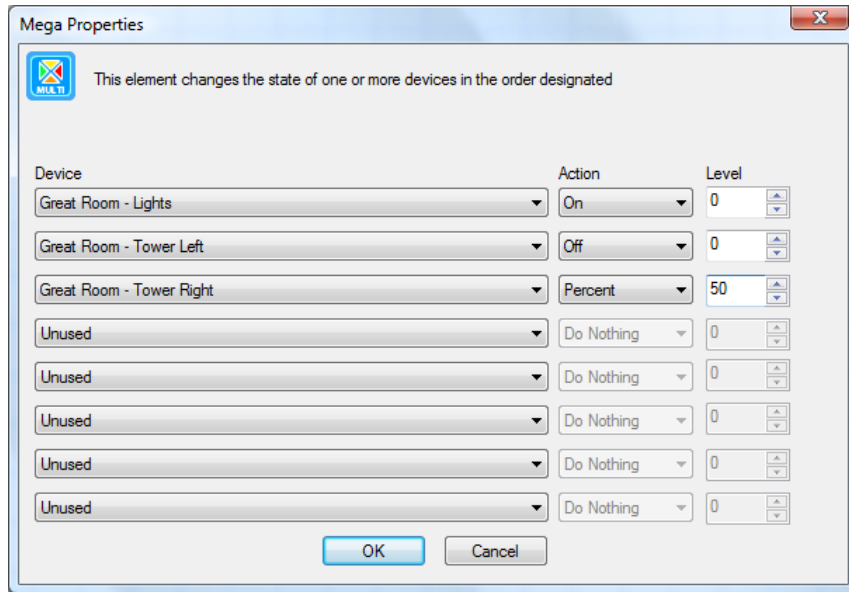 Mega Properties
MULTI
This element changes the state of one or more devices in the order designated
Device Action Level
Great Room - Lights On 0
Great Room - Tower Left Off 0
Great Room - Tower Right Percent 50
Unused Do Nothing 0
Unused Do Nothing 0
Unused Do Nothing 0
Unused Do Nothing 0
Unused Do Nothing 0
OK Cancel